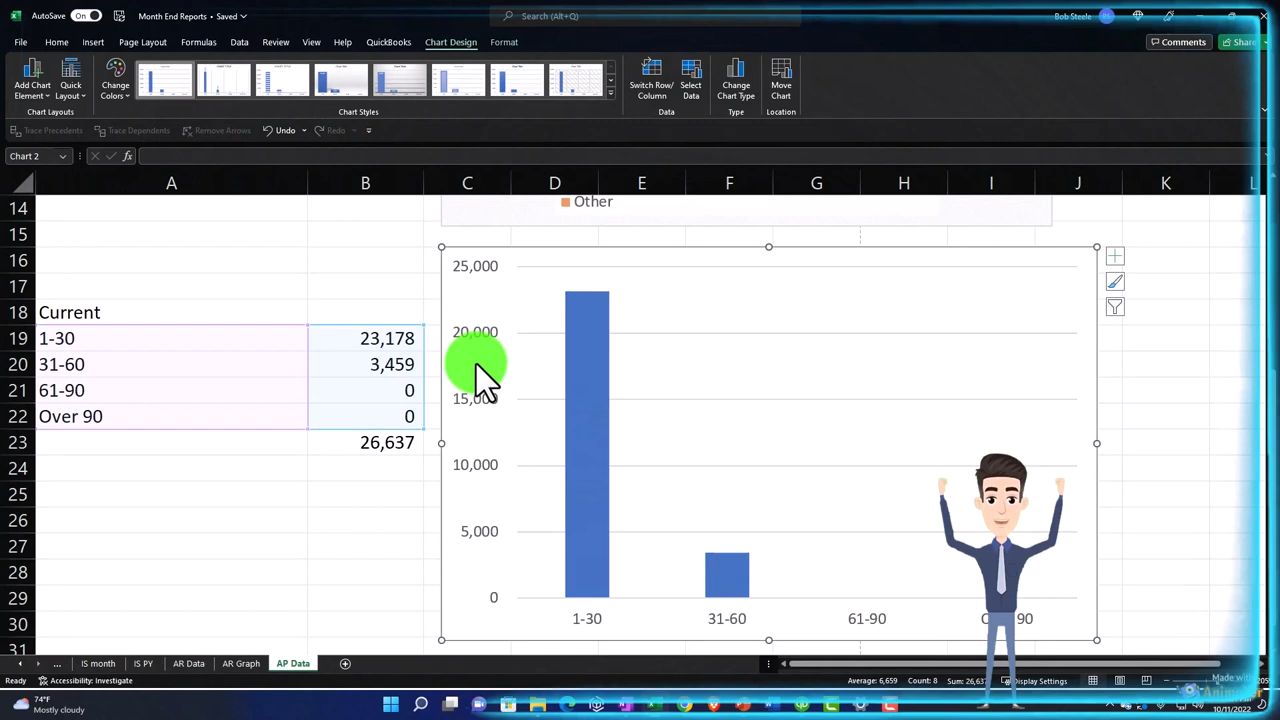 AutoSave On Month End Reports • Saved Search (Alt+Q) Bob Steele BS
File Home Insert Page Layout Formulas Data Review View Help QuickBooks Chart Design Format Comments Share
Add Chart Element Quick Layout Change Colors Switch Row/Column Select Data Change Chart Type Move Chart
Chart Layouts Chart Styles Data Type Location
Trace Precedents Trace Dependents Remove Arrows Undo Redo
Chart 2 fx
A B C D E F G H I J K L
14 Other
15
16 25,000
17
18 Current
19 1-30 23,178 20,000
20 31-60 3,459
21 61-90 0 15,000
22 Over 90 0
23 26,637
24 10,000
25
26
27 5,000
28
29 0
30 1-30 31-60 61-90 90
31
... IS month IS PY AR Data AR Graph AP Data
Ready Accessibility: Investigate Average: 6,659 Count: 8 Sum: 26,637 Display Settings
Made with
74°F
Mostly cloudy
10/11/2022